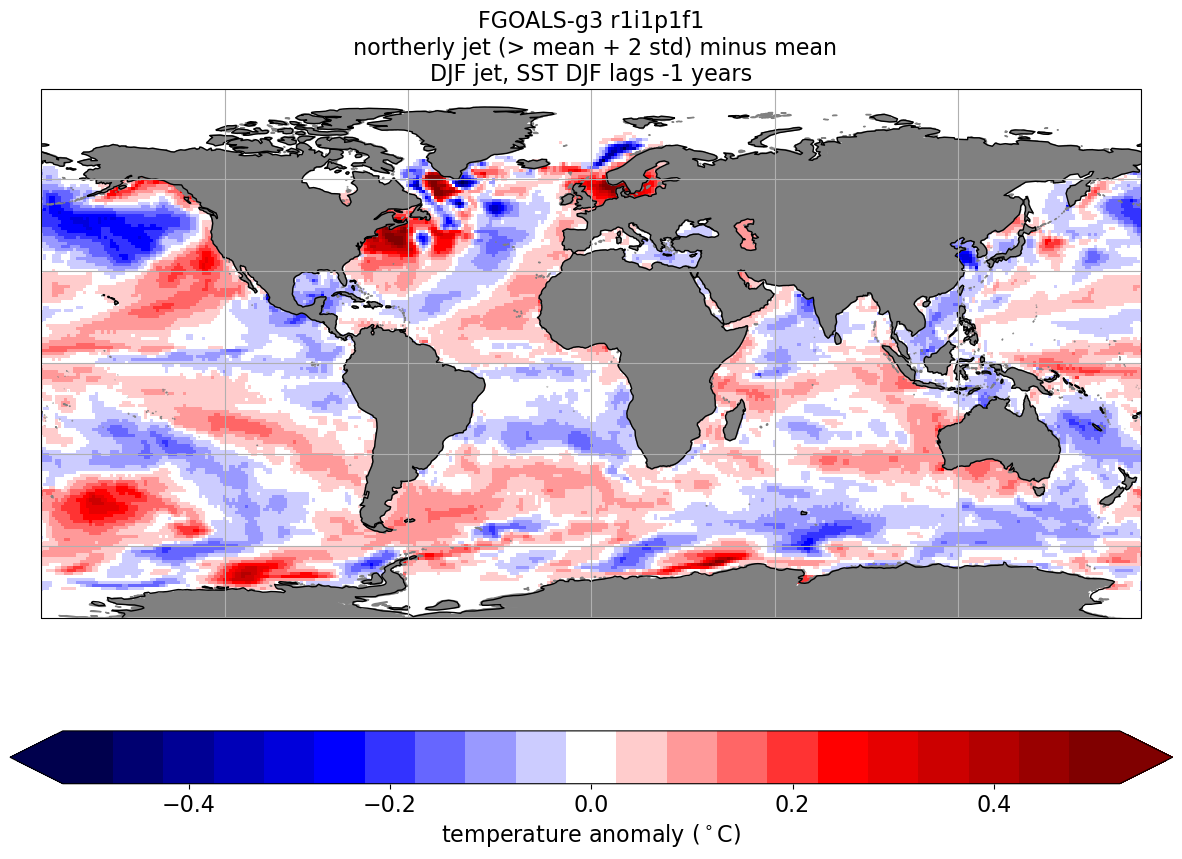 FGOALS-g3 r1i1p1f1
northerly jet (> mean + 2 std) minus mean
DJF jet, SST DJF lags -1 years
−0.4 −0.2 0.0 0.2 0.4
temperature anomaly (°C)